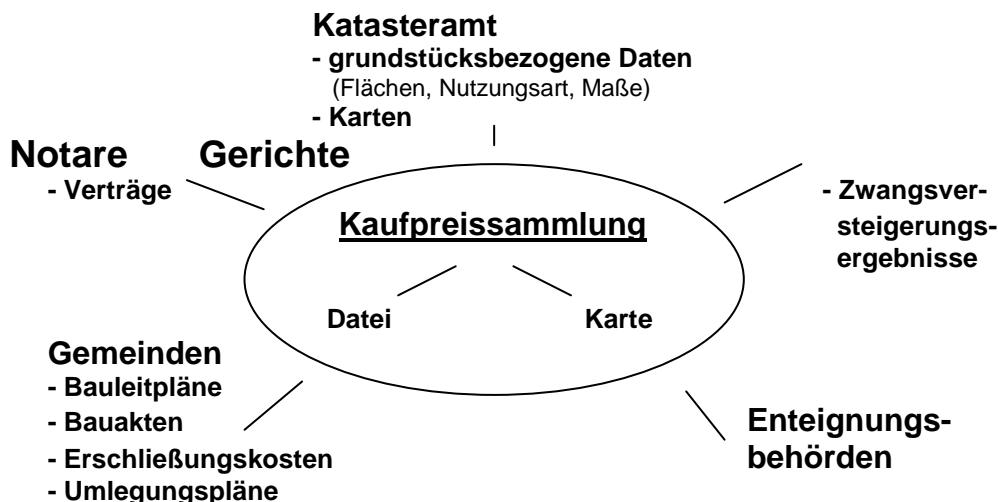 Katasteramt
- grundstücksbezogene Daten
(Flächen, Nutzungsart, Maße)
- Karten
Notare Gerichte
- Verträge
- Zwangsver-
steigerungs-
ergebnisse
Kaufpreissammlung
Datei Karte
Gemeinden
- Bauleitpläne
- Bauakten
- Erschließungskosten
- Umlegungspläne
Enteignungs-
behörden